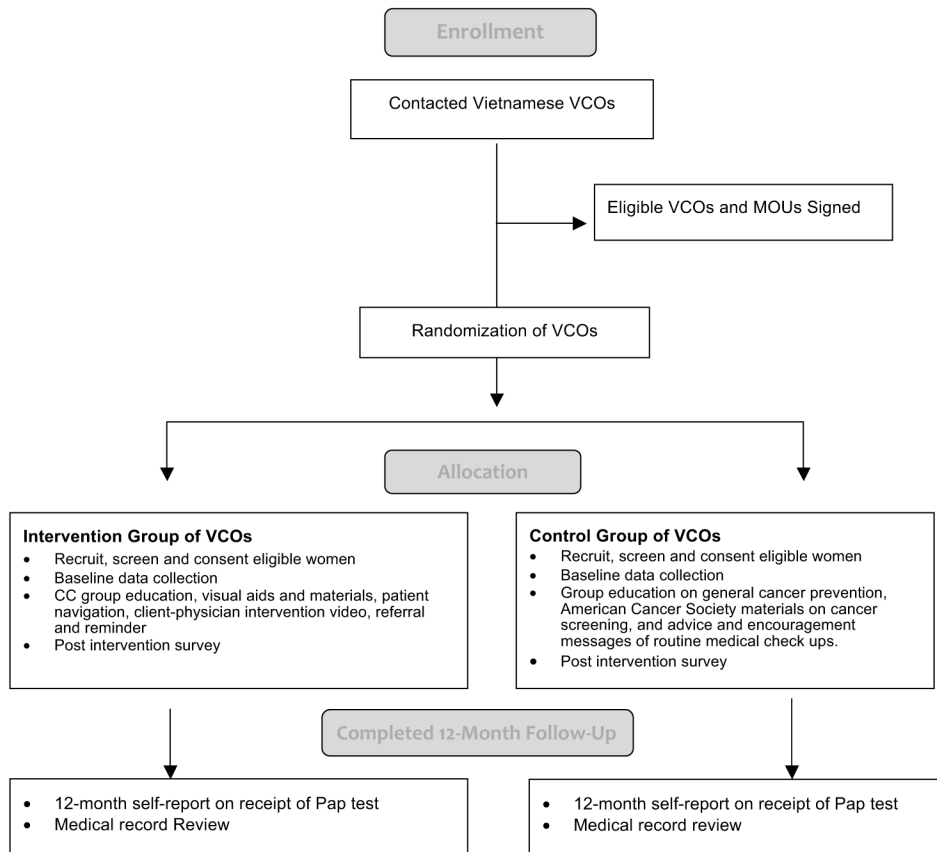 Enrollment
Contacted Vietnamese VCOs
Eligible VCOs and MOUs Signed
Randomization of VCOs
Allocation
Intervention Group of VCOs
• Recruit, screen and consent eligible women
• Baseline data collection
• CC group education, visual aids and materials, patient
navigation, client-physician intervention video, referral
and reminder
• Post intervention survey
Control Group of VCOs
• Recruit, screen and consent eligible women
• Baseline data collection
• Group education on general cancer prevention,
American Cancer Society materials on cancer
screening, and advice and encouragement
messages of routine medical check ups.
• Post intervention survey
Completed 12-Month Follow-Up
• 12-month self-report on receipt of Pap test
• Medical record Review
• 12-month self-report on receipt of Pap test
• Medical record review